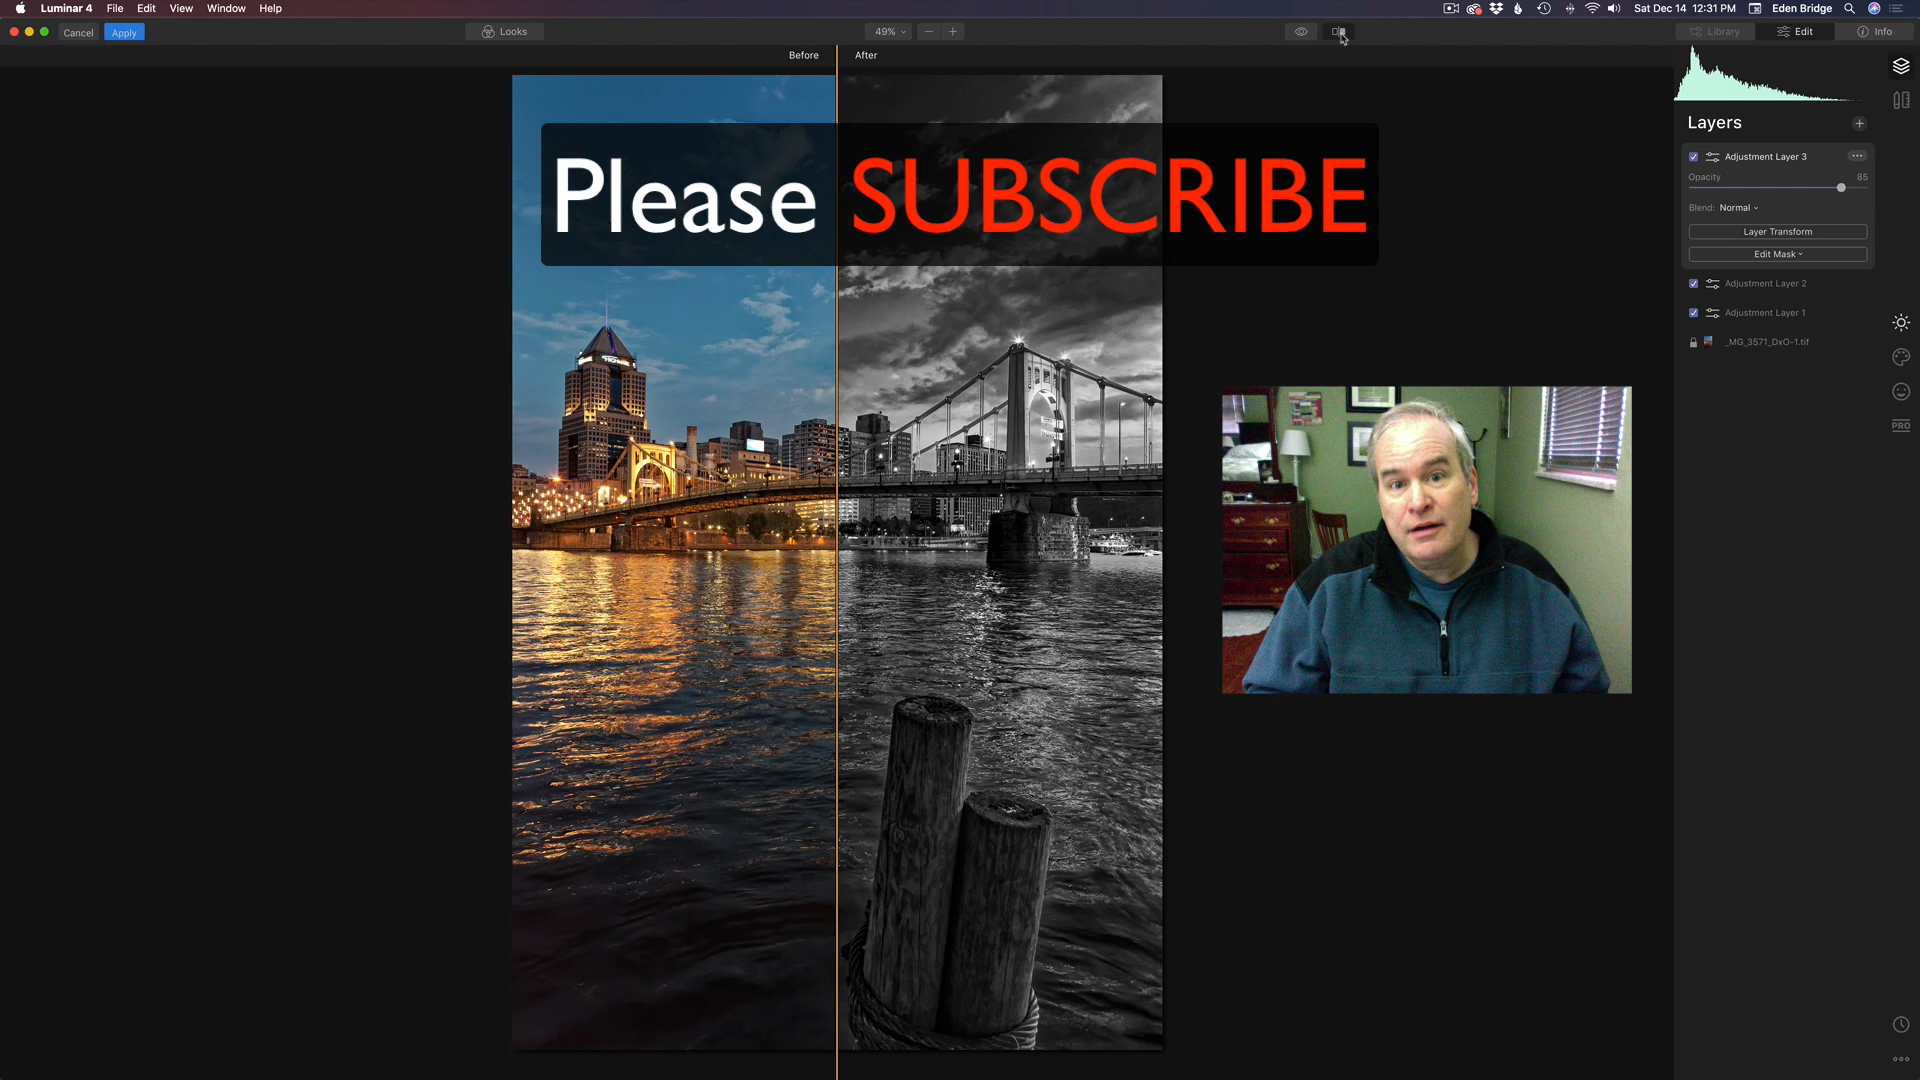 Luminar 4 File Edit View Window Help
Sat Dec 14 12:31 PM Eden Bridge
Cancel Apply Looks 49% Library Edit Info
Before After
Please SUBSCRIBE
Layers
Adjustment Layer 3
Opacity 85
Blend: Normal
Layer Transform
Edit Mask
Adjustment Layer 2
Adjustment Layer 1
_MG_3571_DxO-1.tif
PRO